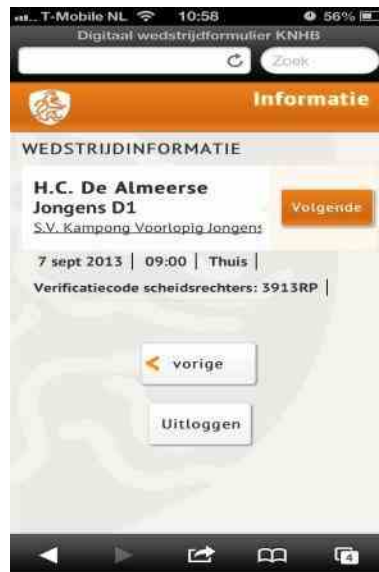 T-Mobile NL 10:58 56%
Digitaal wedstrijdformulier KNHB
Zoek
Informatie
WEDSTRIJDINFORMATIE
H.C. De Almeerse
Jongens D1
Volgende
S.V. Kampong Voorlopig Jongens
7 sept 2013 | 09:00 | Thuis |
Verificatiecode scheidsrechters: 3913RP |
vorige
Uitloggen
4